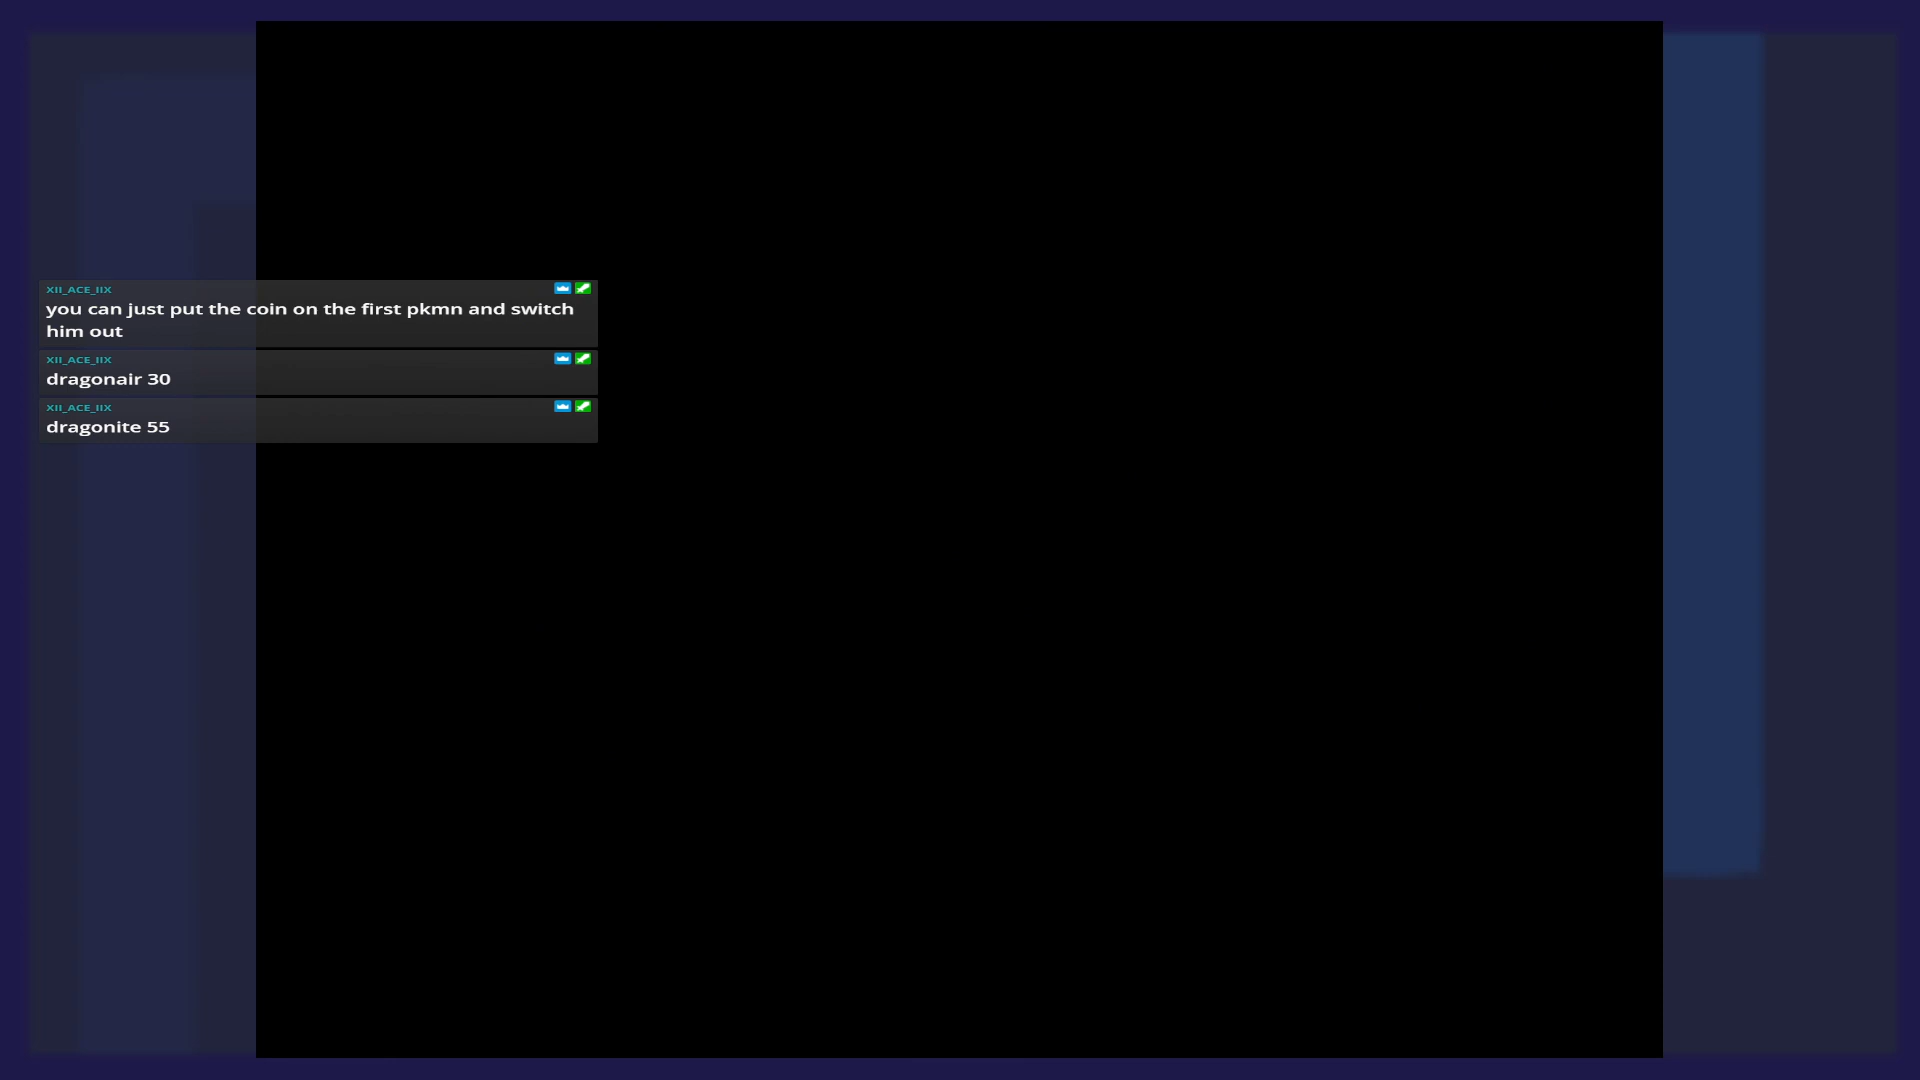 XII_ACE_IIX
you can just put the coin on the first pkmn and switch
him out
XII_ACE_IIX
dragonair 30
XII_ACE_IIX
dragonite 55